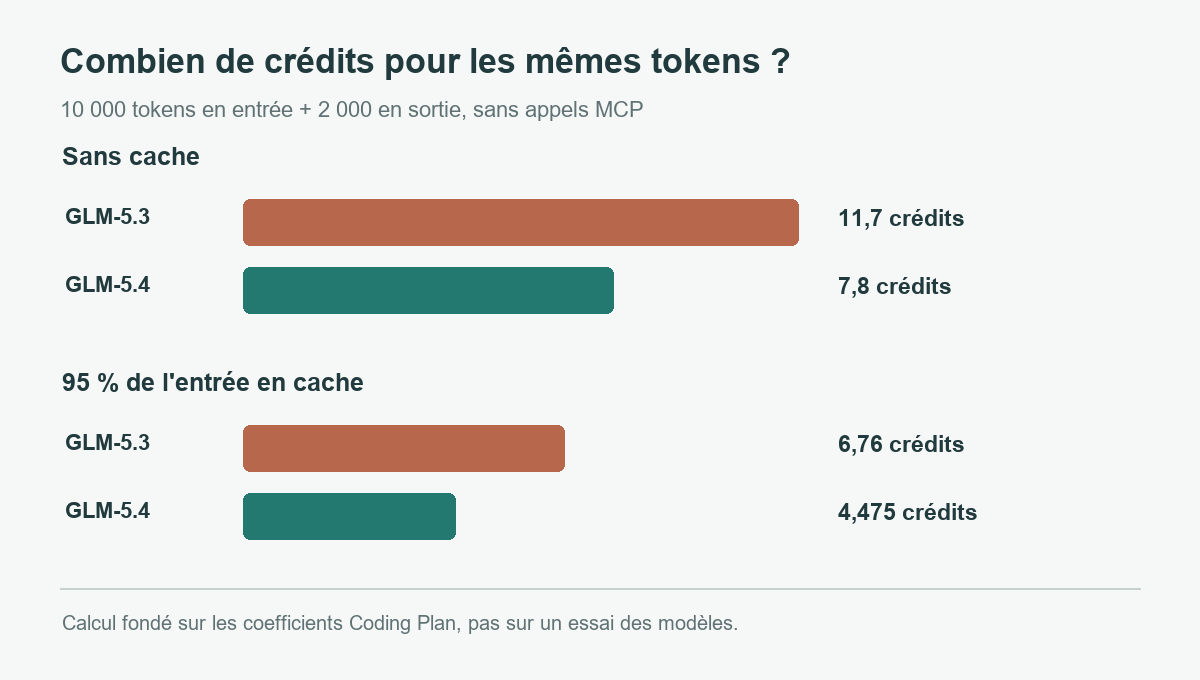 Combien de crédits pour les mêmes tokens ?
10 000 tokens en entrée + 2 000 en sortie, sans appels MCP
Sans cache
GLM-5.3 11,7 crédits
GLM-5.4 7,8 crédits
95 % de l'entrée en cache
GLM-5.3 6,76 crédits
GLM-5.4 4,475 crédits
Calcul fondé sur les coefficients Coding Plan, pas sur un essai des modèles.